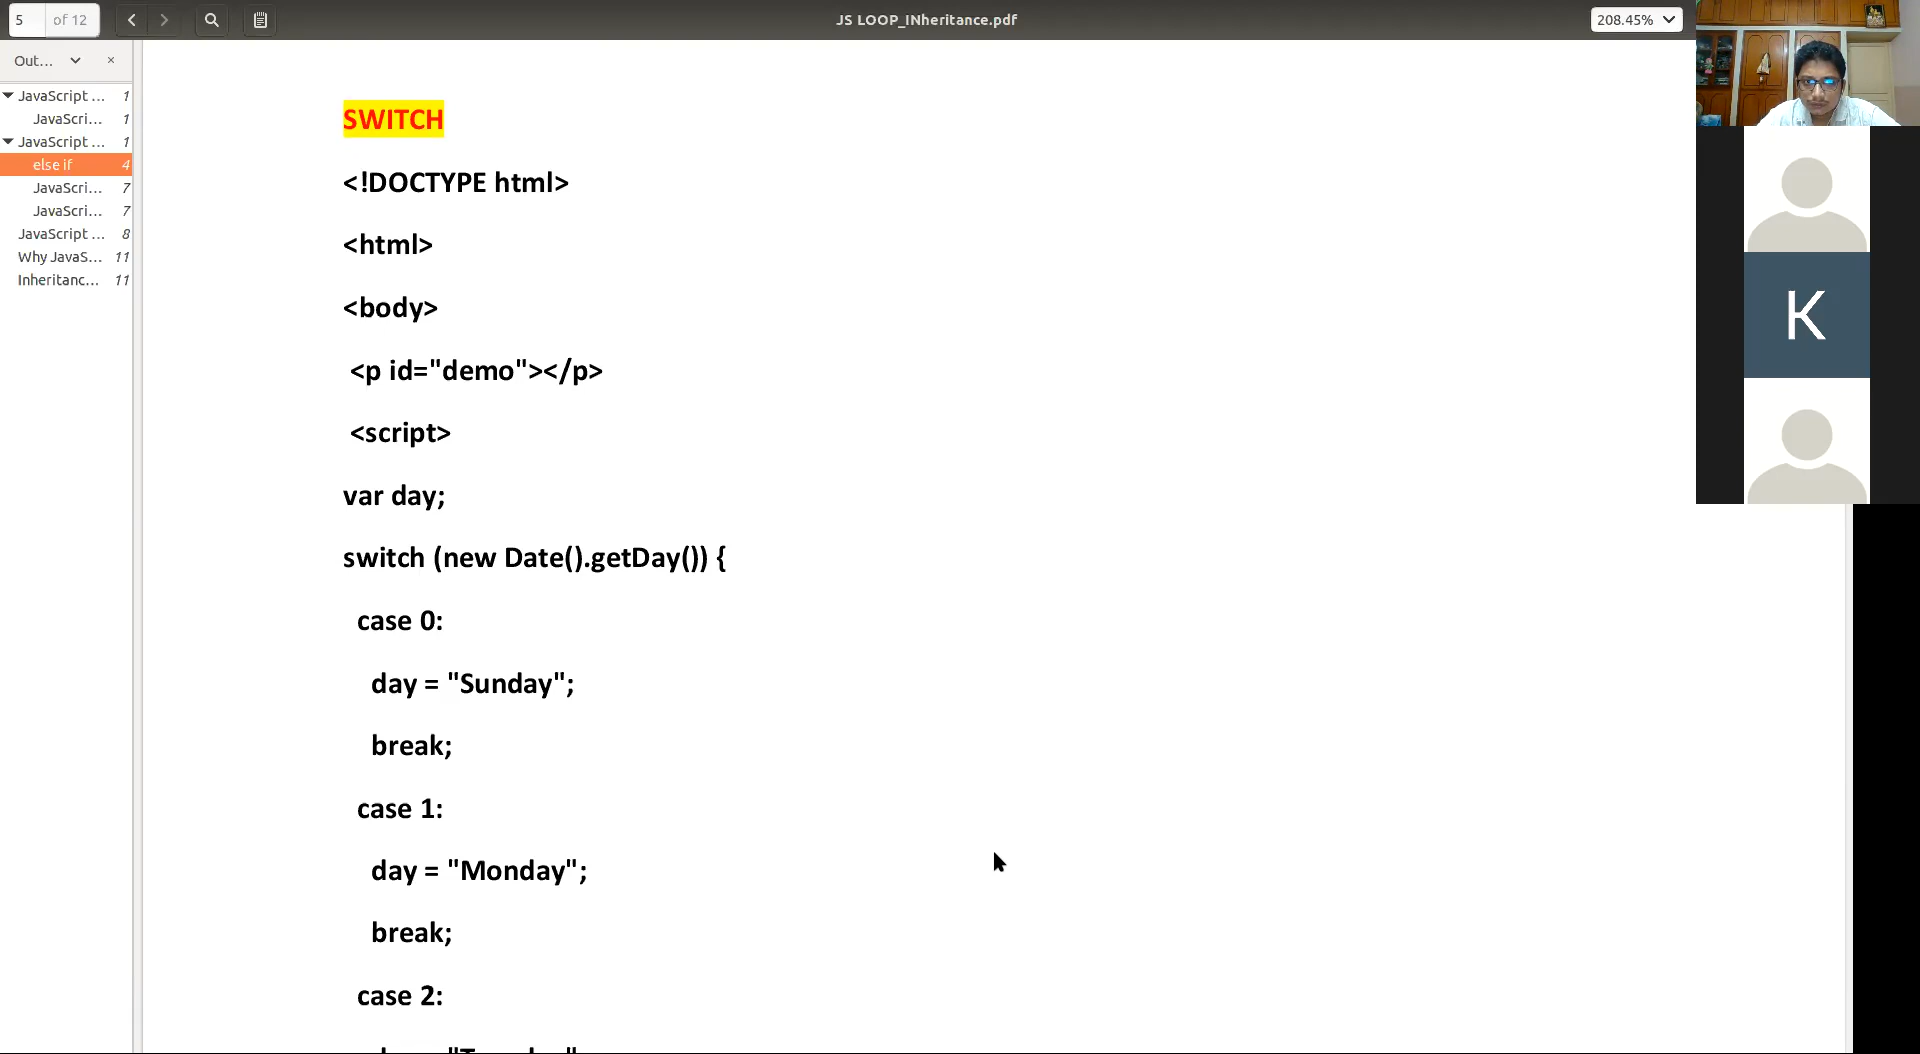 5 of 12
JS LOOP_INheritance.pdf
208.45%
Out...
JavaScript ... 1
JavaScri... 1
JavaScript ... 1
else if 4
JavaScri... 7
JavaScri... 7
JavaScript ... 8
Why JavaS... 11
Inheritanc... 11
SWITCH
<!DOCTYPE html>
<html>
<body>
<p id="demo"></p>
<script>
var day;
switch (new Date().getDay()) {
case 0:
day = "Sunday";
break;
case 1:
day = "Monday";
break;
case 2:
K